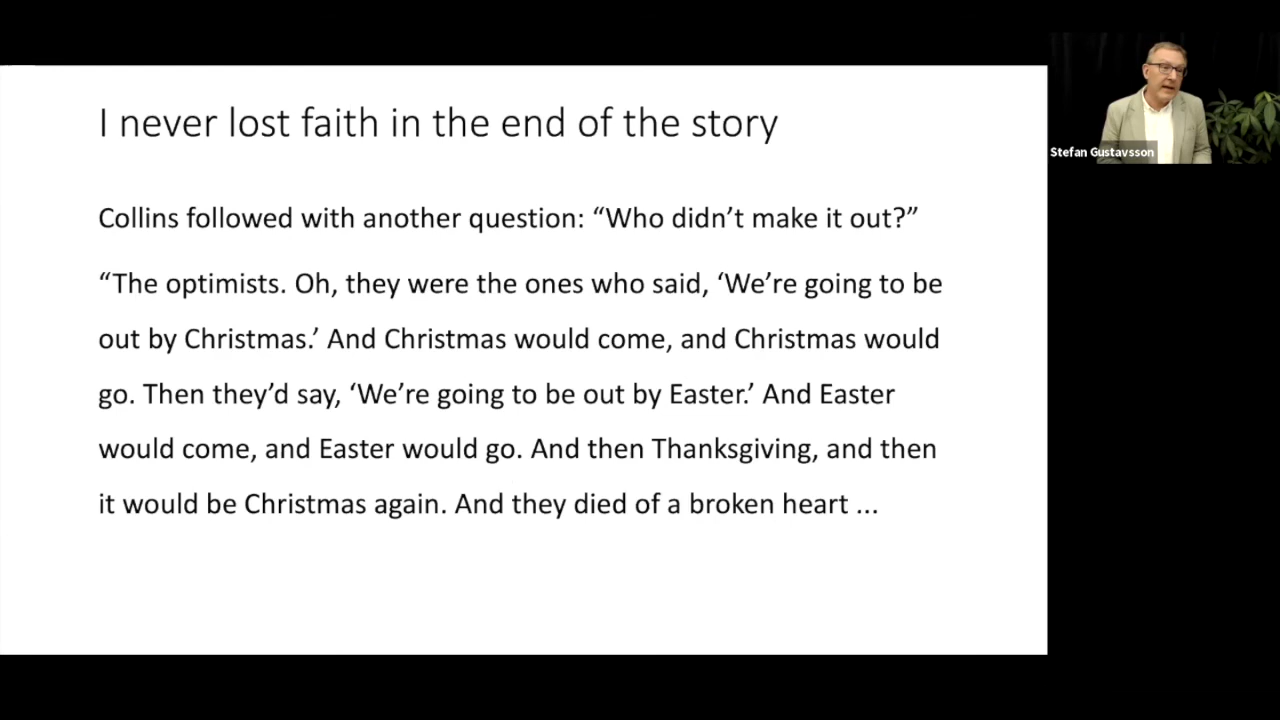 I never lost faith in the end of the story
Stefan Gustavsson
Collins followed with another question: “Who didn’t make it out?”
“The optimists. Oh, they were the ones who said, ‘We’re going to be
out by Christmas.’ And Christmas would come, and Christmas would
go. Then they’d say, ‘We’re going to be out by Easter.’ And Easter
would come, and Easter would go. And then Thanksgiving, and then
it would be Christmas again. And they died of a broken heart ...